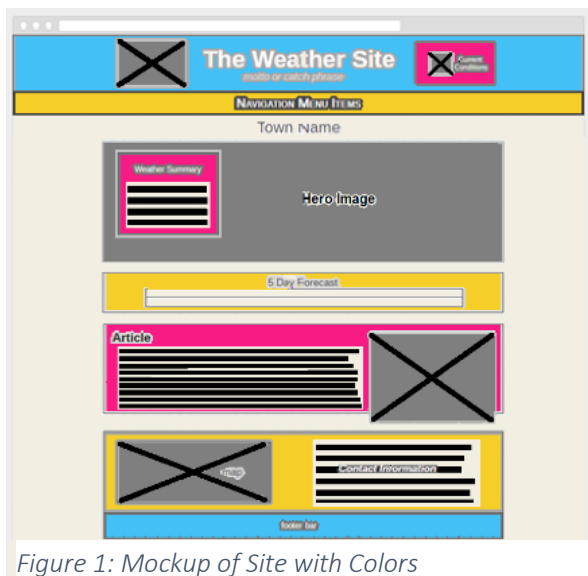 The Weather Site
motto or catch phrase
Current
Conditions
Navigation Menu Items
Town Name
Weather Summary
Hero Image
5 Day Forecast
Article
map
Contact Information
footer bar
Figure 1: Mockup of Site with Colors